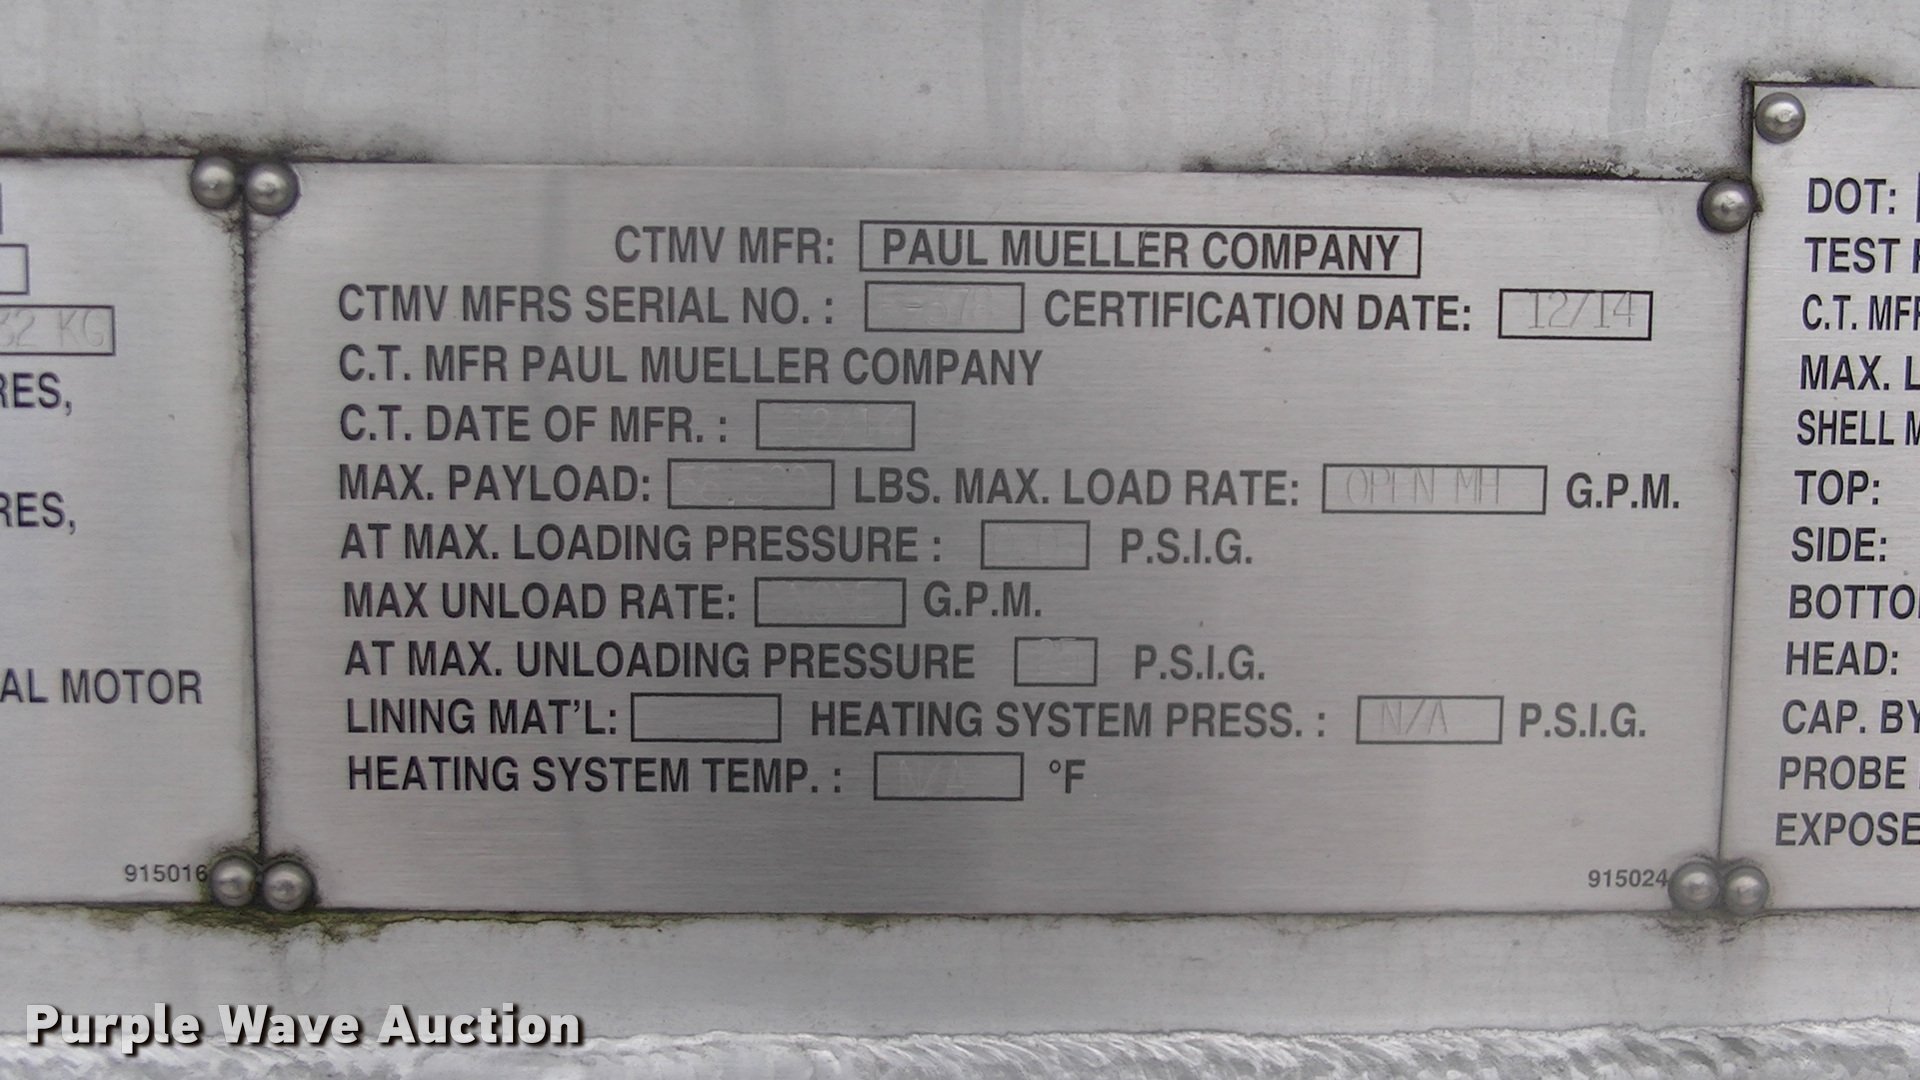 32 KG
RES,
RES,
AL MOTOR
915016
CTMV MFR: PAUL MUELLER COMPANY
CTMV MFRS SERIAL NO. : CERTIFICATION DATE: 12/14
C.T. MFR PAUL MUELLER COMPANY
C.T. DATE OF MFR. : 12/14
MAX. PAYLOAD: LBS. MAX. LOAD RATE: OPEN MH G.P.M.
AT MAX. LOADING PRESSURE : P.S.I.G.
MAX UNLOAD RATE: G.P.M.
AT MAX. UNLOADING PRESSURE P.S.I.G.
LINING MAT'L: HEATING SYSTEM PRESS. : N/A P.S.I.G.
HEATING SYSTEM TEMP. : N/A °F
915024
DOT:
TEST
C.T. MFR
MAX. L
SHELL M
TOP:
SIDE:
BOTTO
HEAD:
CAP. BY
PROBE
EXPOSE
Purple Wave Auction